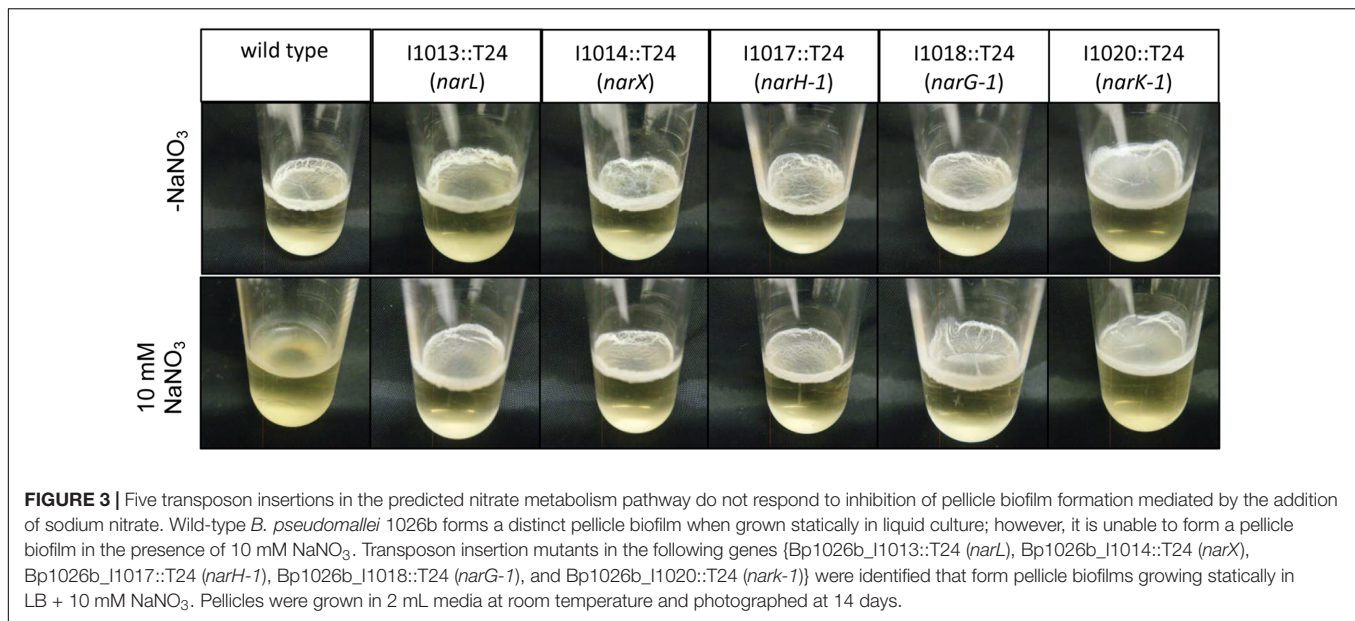 wild type
I1013::T24
(narL)
I1014::T24
(narX)
I1017::T24
(narH-1)
I1018::T24
(narG-1)
I1020::T24
(narK-1)
-NaNO₃
10 mM
NaNO₃
FIGURE 3 | Five transposon insertions in the predicted nitrate metabolism pathway do not respond to inhibition of pellicle biofilm formation mediated by the addition
of sodium nitrate. Wild-type B. pseudomallei 1026b forms a distinct pellicle biofilm when grown statically in liquid culture; however, it is unable to form a pellicle
biofilm in the presence of 10 mM NaNO₃. Transposon insertion mutants in the following genes {Bp1026b_I1013::T24 (narL), Bp1026b_I1014::T24 (narX),
Bp1026b_I1017::T24 (narH-1), Bp1026b_I1018::T24 (narG-1), and Bp1026b_I1020::T24 (nark-1)} were identified that form pellicle biofilms growing statically in
LB + 10 mM NaNO₃. Pellicles were grown in 2 mL media at room temperature and photographed at 14 days.